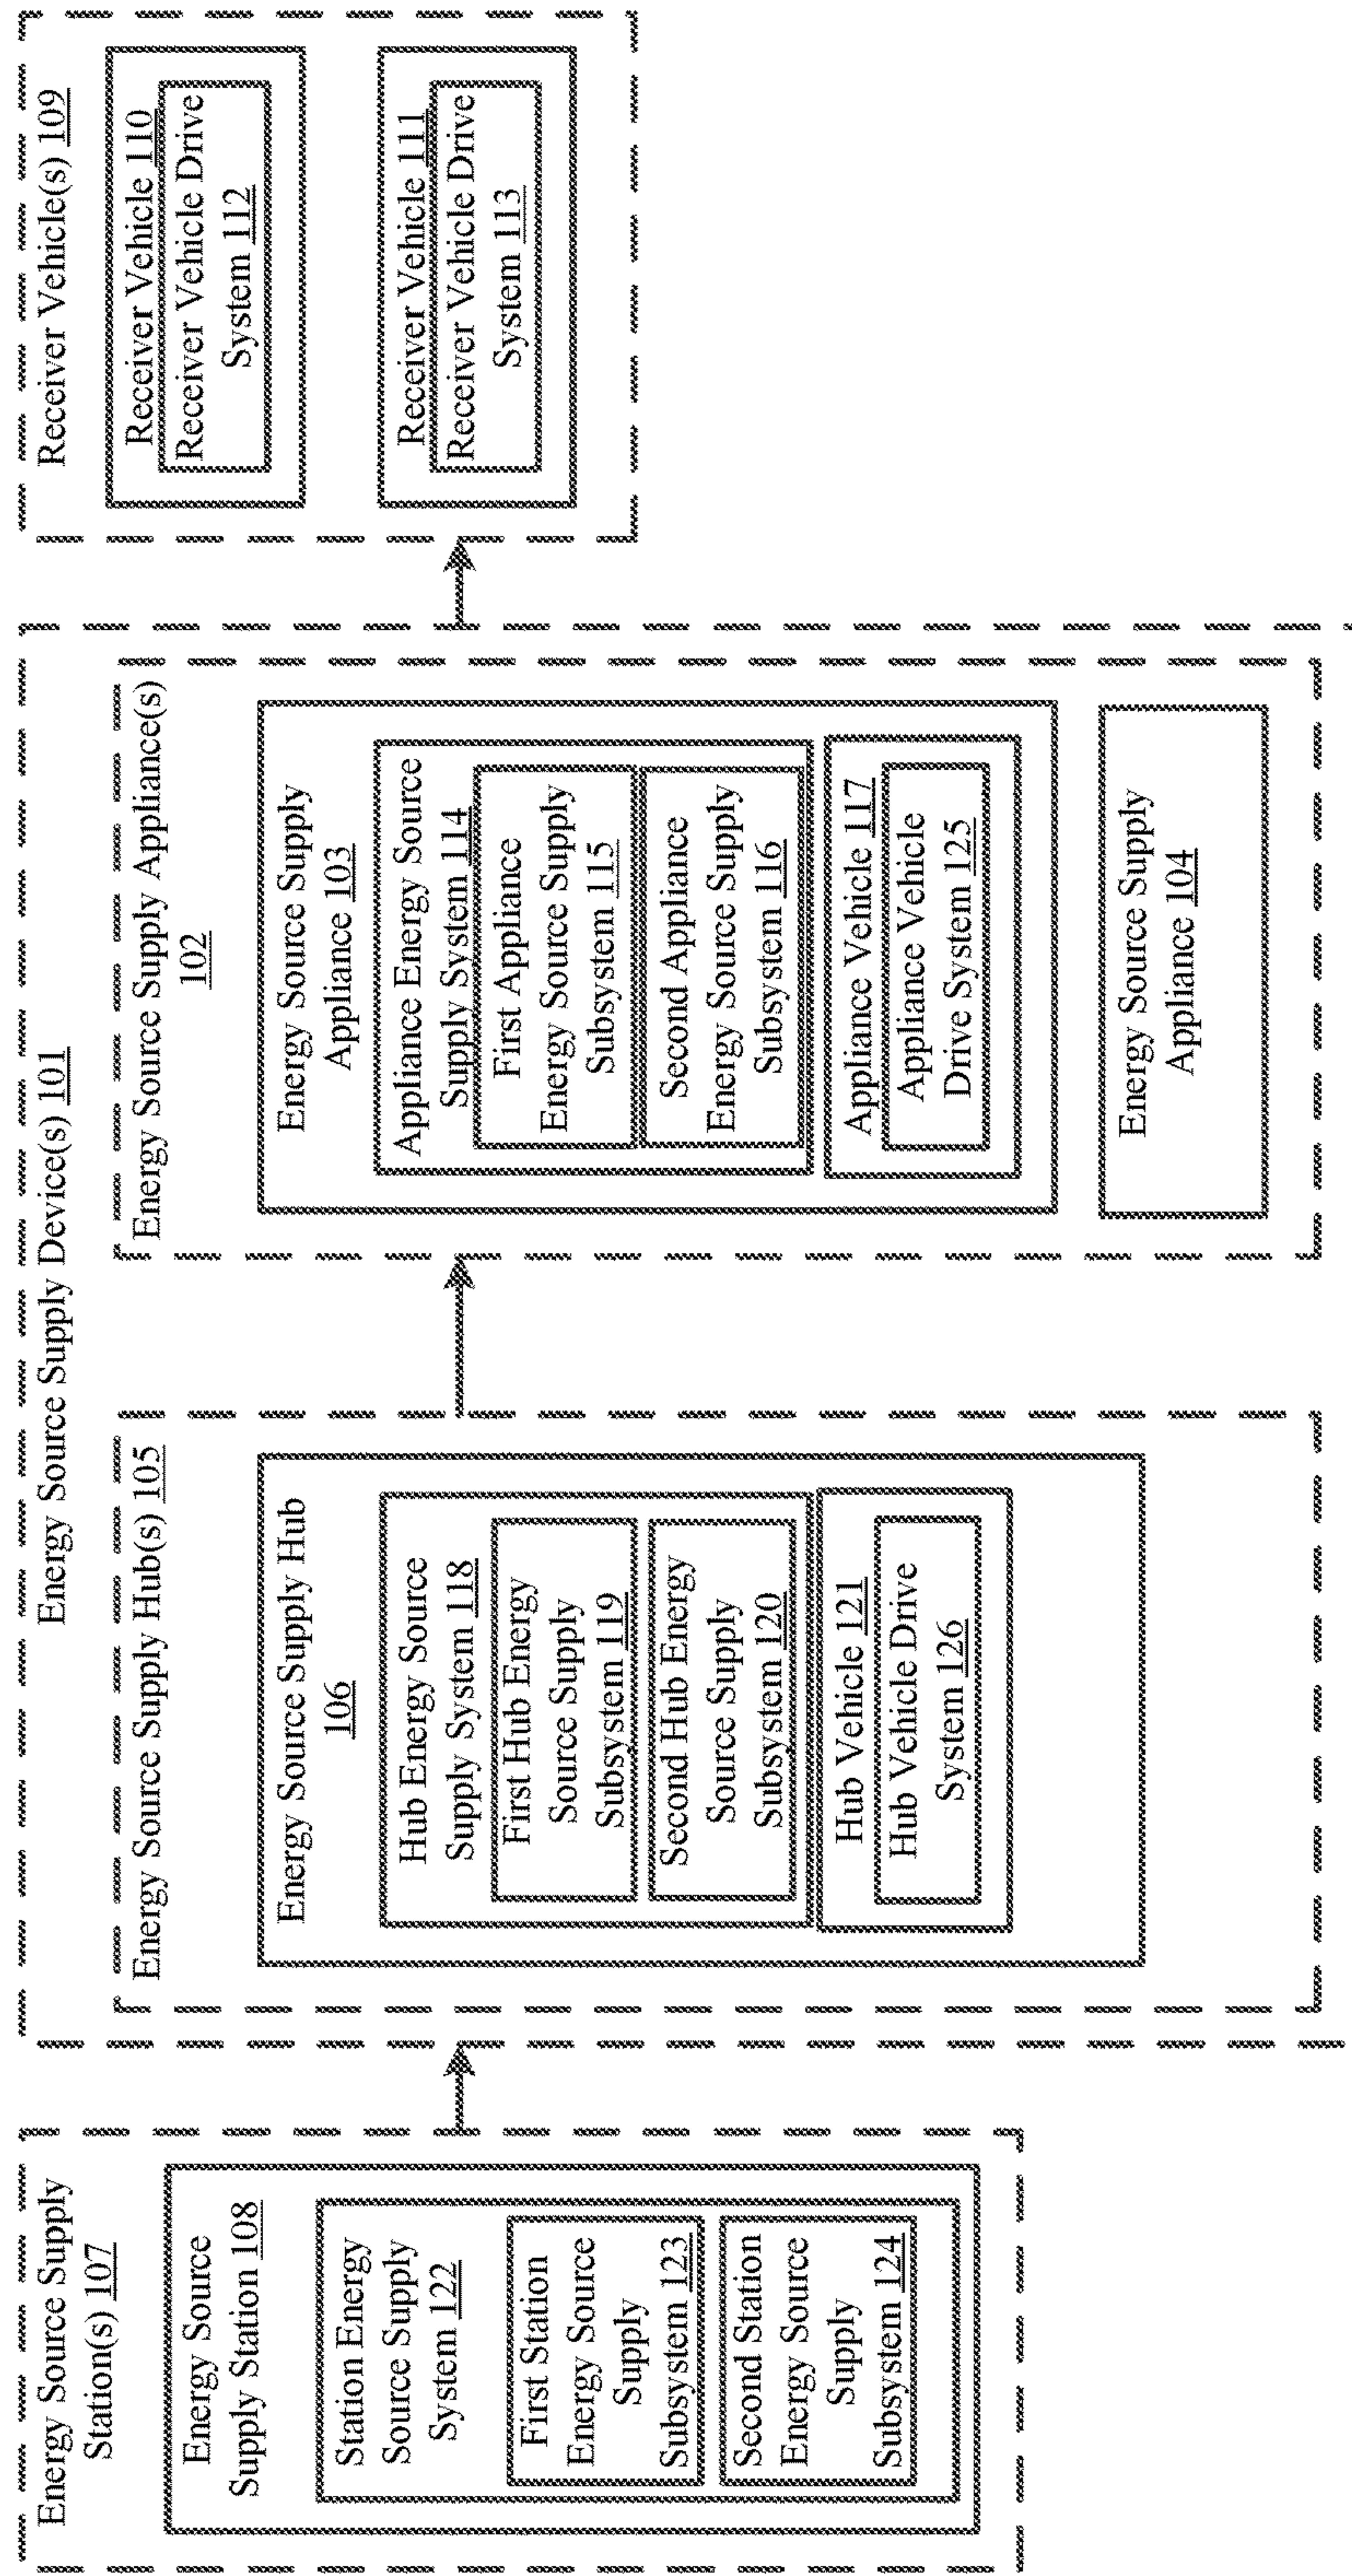 Energy Source Supply
Station(s) 107
Energy Source
Supply Station 108
Station Energy
Source Supply
System 122
First Station
Energy Source
Supply
Subsystem 123
Second Station
Energy Source
Supply
Subsystem 124
Energy Source Supply Device(s) 101
Energy Source Supply Hub(s) 105
Energy Source Supply Hub
106
Hub Energy Source
Supply System 118
First Hub Energy
Source Supply
Subsystem 119
Second Hub Energy
Source Supply
Subsystem 120
Hub Vehicle 121
Hub Vehicle Drive
System 126
Energy Source Supply Appliance(s)
102
Energy Source Supply
Appliance 103
Appliance Energy Source
Supply System 114
First Appliance
Energy Source Supply
Subsystem 115
Second Appliance
Energy Source Supply
Subsystem 116
Appliance Vehicle 117
Appliance Vehicle
Drive System 125
Energy Source Supply
Appliance 104
Receiver Vehicle(s) 109
Receiver Vehicle 110
Receiver Vehicle Drive
System 112
Receiver Vehicle 111
Receiver Vehicle Drive
System 113